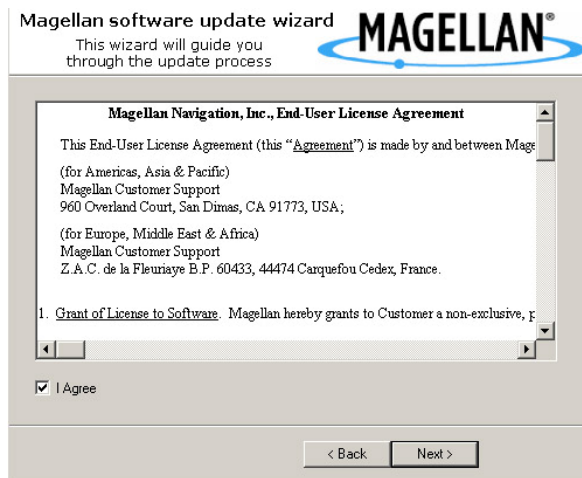 Magellan software update wizard
This wizard will guide you
through the update process
MAGELLAN®
Magellan Navigation, Inc., End-User License Agreement
This End-User License Agreement (this “Agreement”) is made by and between Mage
(for Americas, Asia & Pacific)
Magellan Customer Support
960 Overland Court, San Dimas, CA 91773, USA;
(for Europe, Middle East & Africa)
Magellan Customer Support
Z.A.C. de la Fleuriaye B.P. 60433, 44474 Carquefou Cedex, France.
1. Grant of License to Software. Magellan hereby grants to Customer a non-exclusive, p
I Agree
< Back
Next >